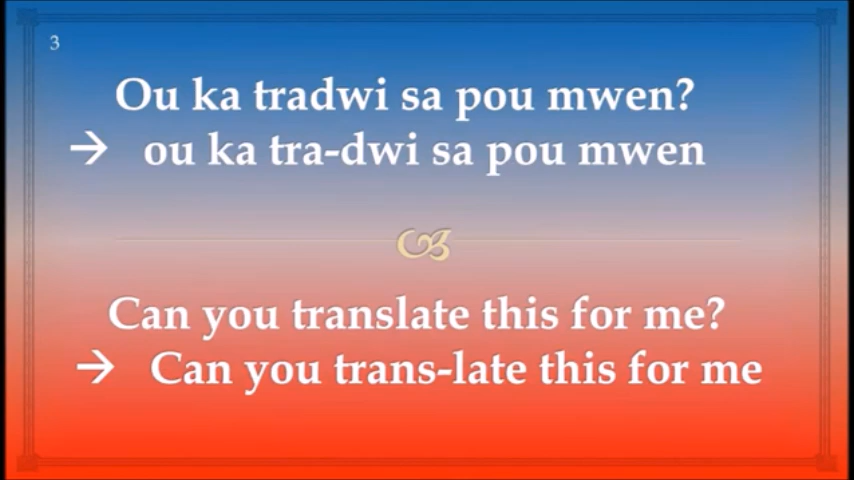 3
Ou ka tradwi sa pou mwen?
→ ou ka tra-dwi sa pou mwen
Can you translate this for me?
→ Can you trans-late this for me